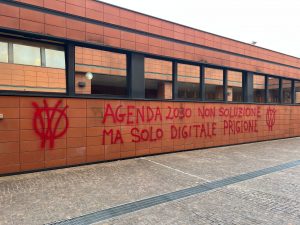 AGENDA 2030 NON SOLUZIONE
MA SOLO DIGITALE PRIGIONE